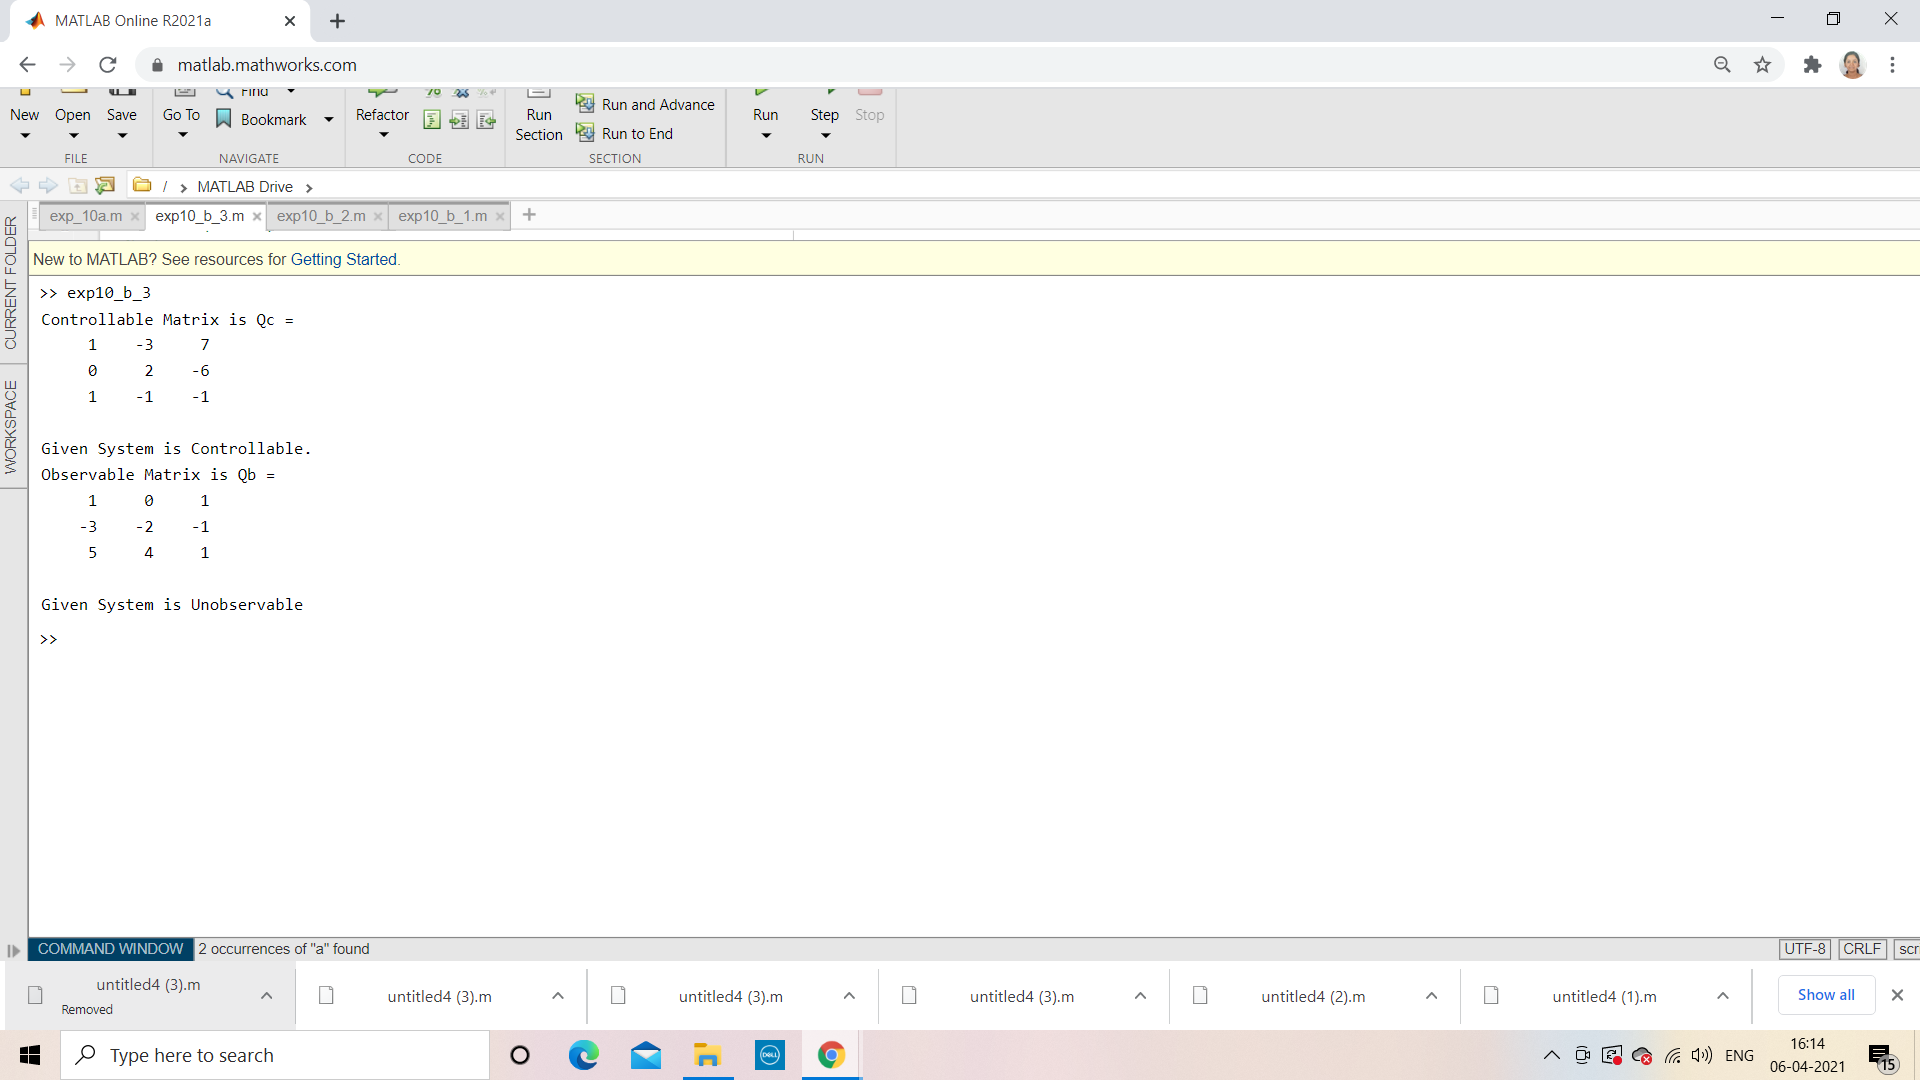 MATLAB Online R2021a
matlab.mathworks.com
New Open Save Go To Find Bookmark Refactor Run Section Run and Advance Run to End Run Step Stop
FILE NAVIGATE CODE SECTION RUN
/ MATLAB Drive
exp_10a.m exp10_b_3.m exp10_b_2.m exp10_b_1.m
CURRENT FOLDER
WORKSPACE
New to MATLAB? See resources for Getting Started.
>> exp10_b_3
Controllable Matrix is Qc =
1 -3 7
0 2 -6
1 -1 -1
Given System is Controllable.
Observable Matrix is Qb =
1 0 1
-3 -2 -1
5 4 1
Given System is Unobservable
>>
COMMAND WINDOW 2 occurrences of "a" found UTF-8 CRLF scr
untitled4 (3).m
Removed
untitled4 (3).m untitled4 (3).m untitled4 (3).m untitled4 (2).m untitled4 (1).m Show all
Type here to search
DELL
ENG
16:14
06-04-2021
15